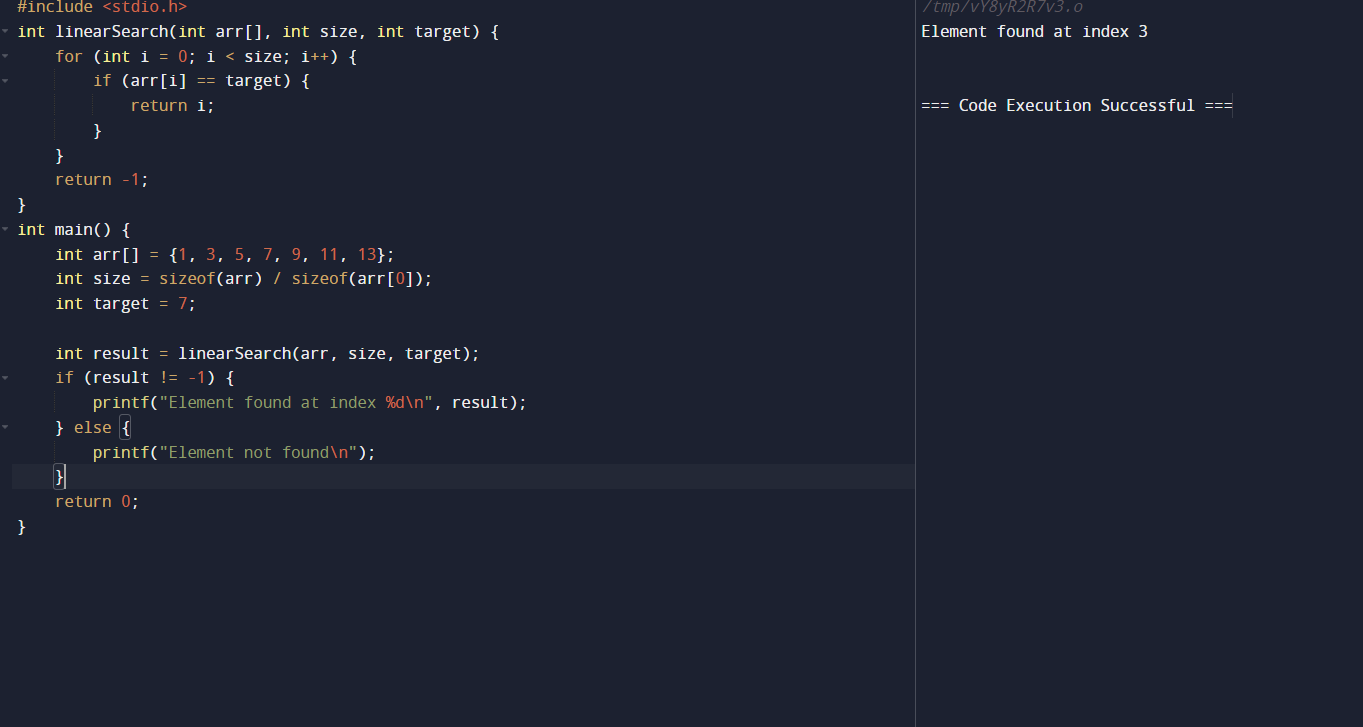 #include <stdio.h>
int linearSearch(int arr[], int size, int target) {
    for (int i = 0; i < size; i++) {
        if (arr[i] == target) {
            return i;
        }
    }
    return -1;
}
int main() {
    int arr[] = {1, 3, 5, 7, 9, 11, 13};
    int size = sizeof(arr) / sizeof(arr[0]);
    int target = 7;

    int result = linearSearch(arr, size, target);
    if (result != -1) {
        printf("Element found at index %d\n", result);
    } else {
        printf("Element not found\n");
    }
    return 0;
}
/tmp/vY8yR2R7v3.o
Element found at index 3
=== Code Execution Successful ===